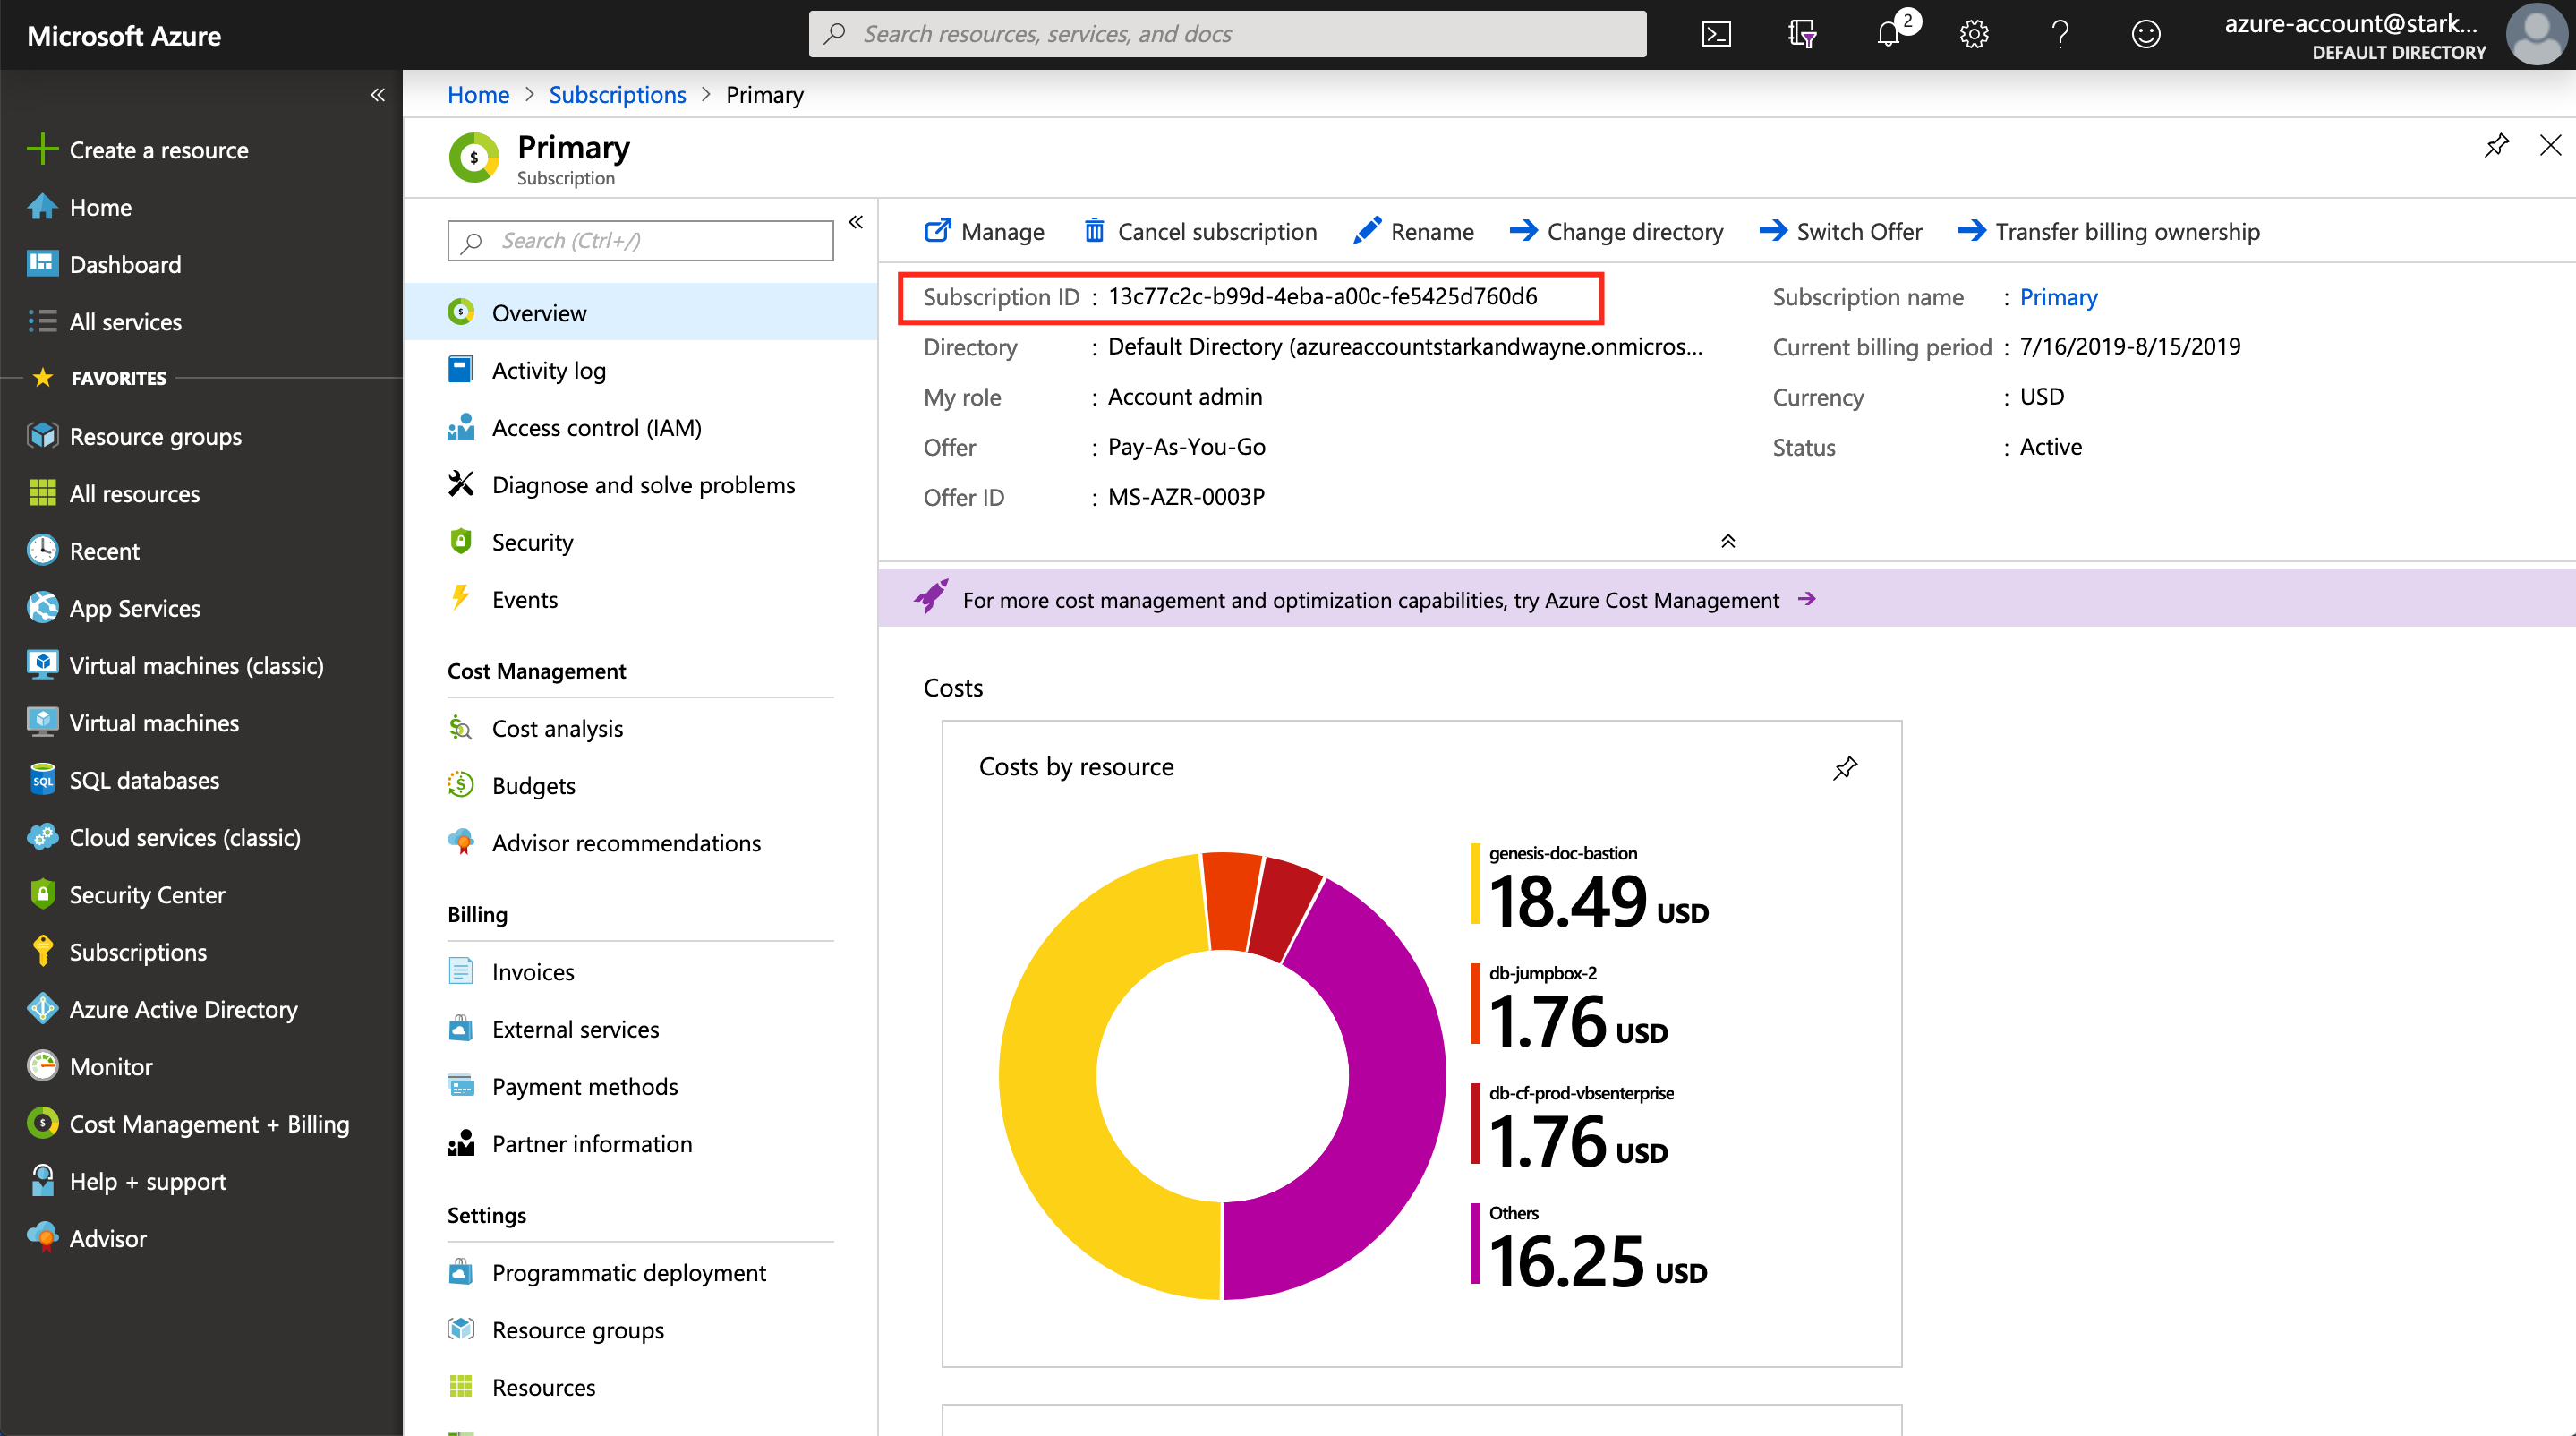 Microsoft Azure
Search resources, services, and docs
2
azure-account@stark...
DEFAULT DIRECTORY
Create a resource
Home
Dashboard
All services
FAVORITES
Resource groups
All resources
Recent
App Services
Virtual machines (classic)
Virtual machines
SQL databases
Cloud services (classic)
Security Center
Subscriptions
Azure Active Directory
Monitor
Cost Management + Billing
Help + support
Advisor
Home > Subscriptions > Primary
Primary
Subscription
Search (Ctrl+/)
Overview
Activity log
Access control (IAM)
Diagnose and solve problems
Security
Events
Cost Management
Cost analysis
Budgets
Advisor recommendations
Billing
Invoices
External services
Payment methods
Partner information
Settings
Programmatic deployment
Resource groups
Resources
Manage Cancel subscription Rename Change directory Switch Offer Transfer billing ownership
Subscription ID : 13c77c2c-b99d-4eba-a00c-fe5425d760d6
Directory : Default Directory (azureaccountstarkandwayne.onmicros...
My role : Account admin
Offer : Pay-As-You-Go
Offer ID : MS-AZR-0003P
Subscription name : Primary
Current billing period : 7/16/2019-8/15/2019
Currency : USD
Status : Active
For more cost management and optimization capabilities, try Azure Cost Management
Costs
Costs by resource
genesis-doc-bastion
18.49 USD
db-jumpbox-2
1.76 USD
db-cf-prod-vbsenterprise
1.76 USD
Others
16.25 USD